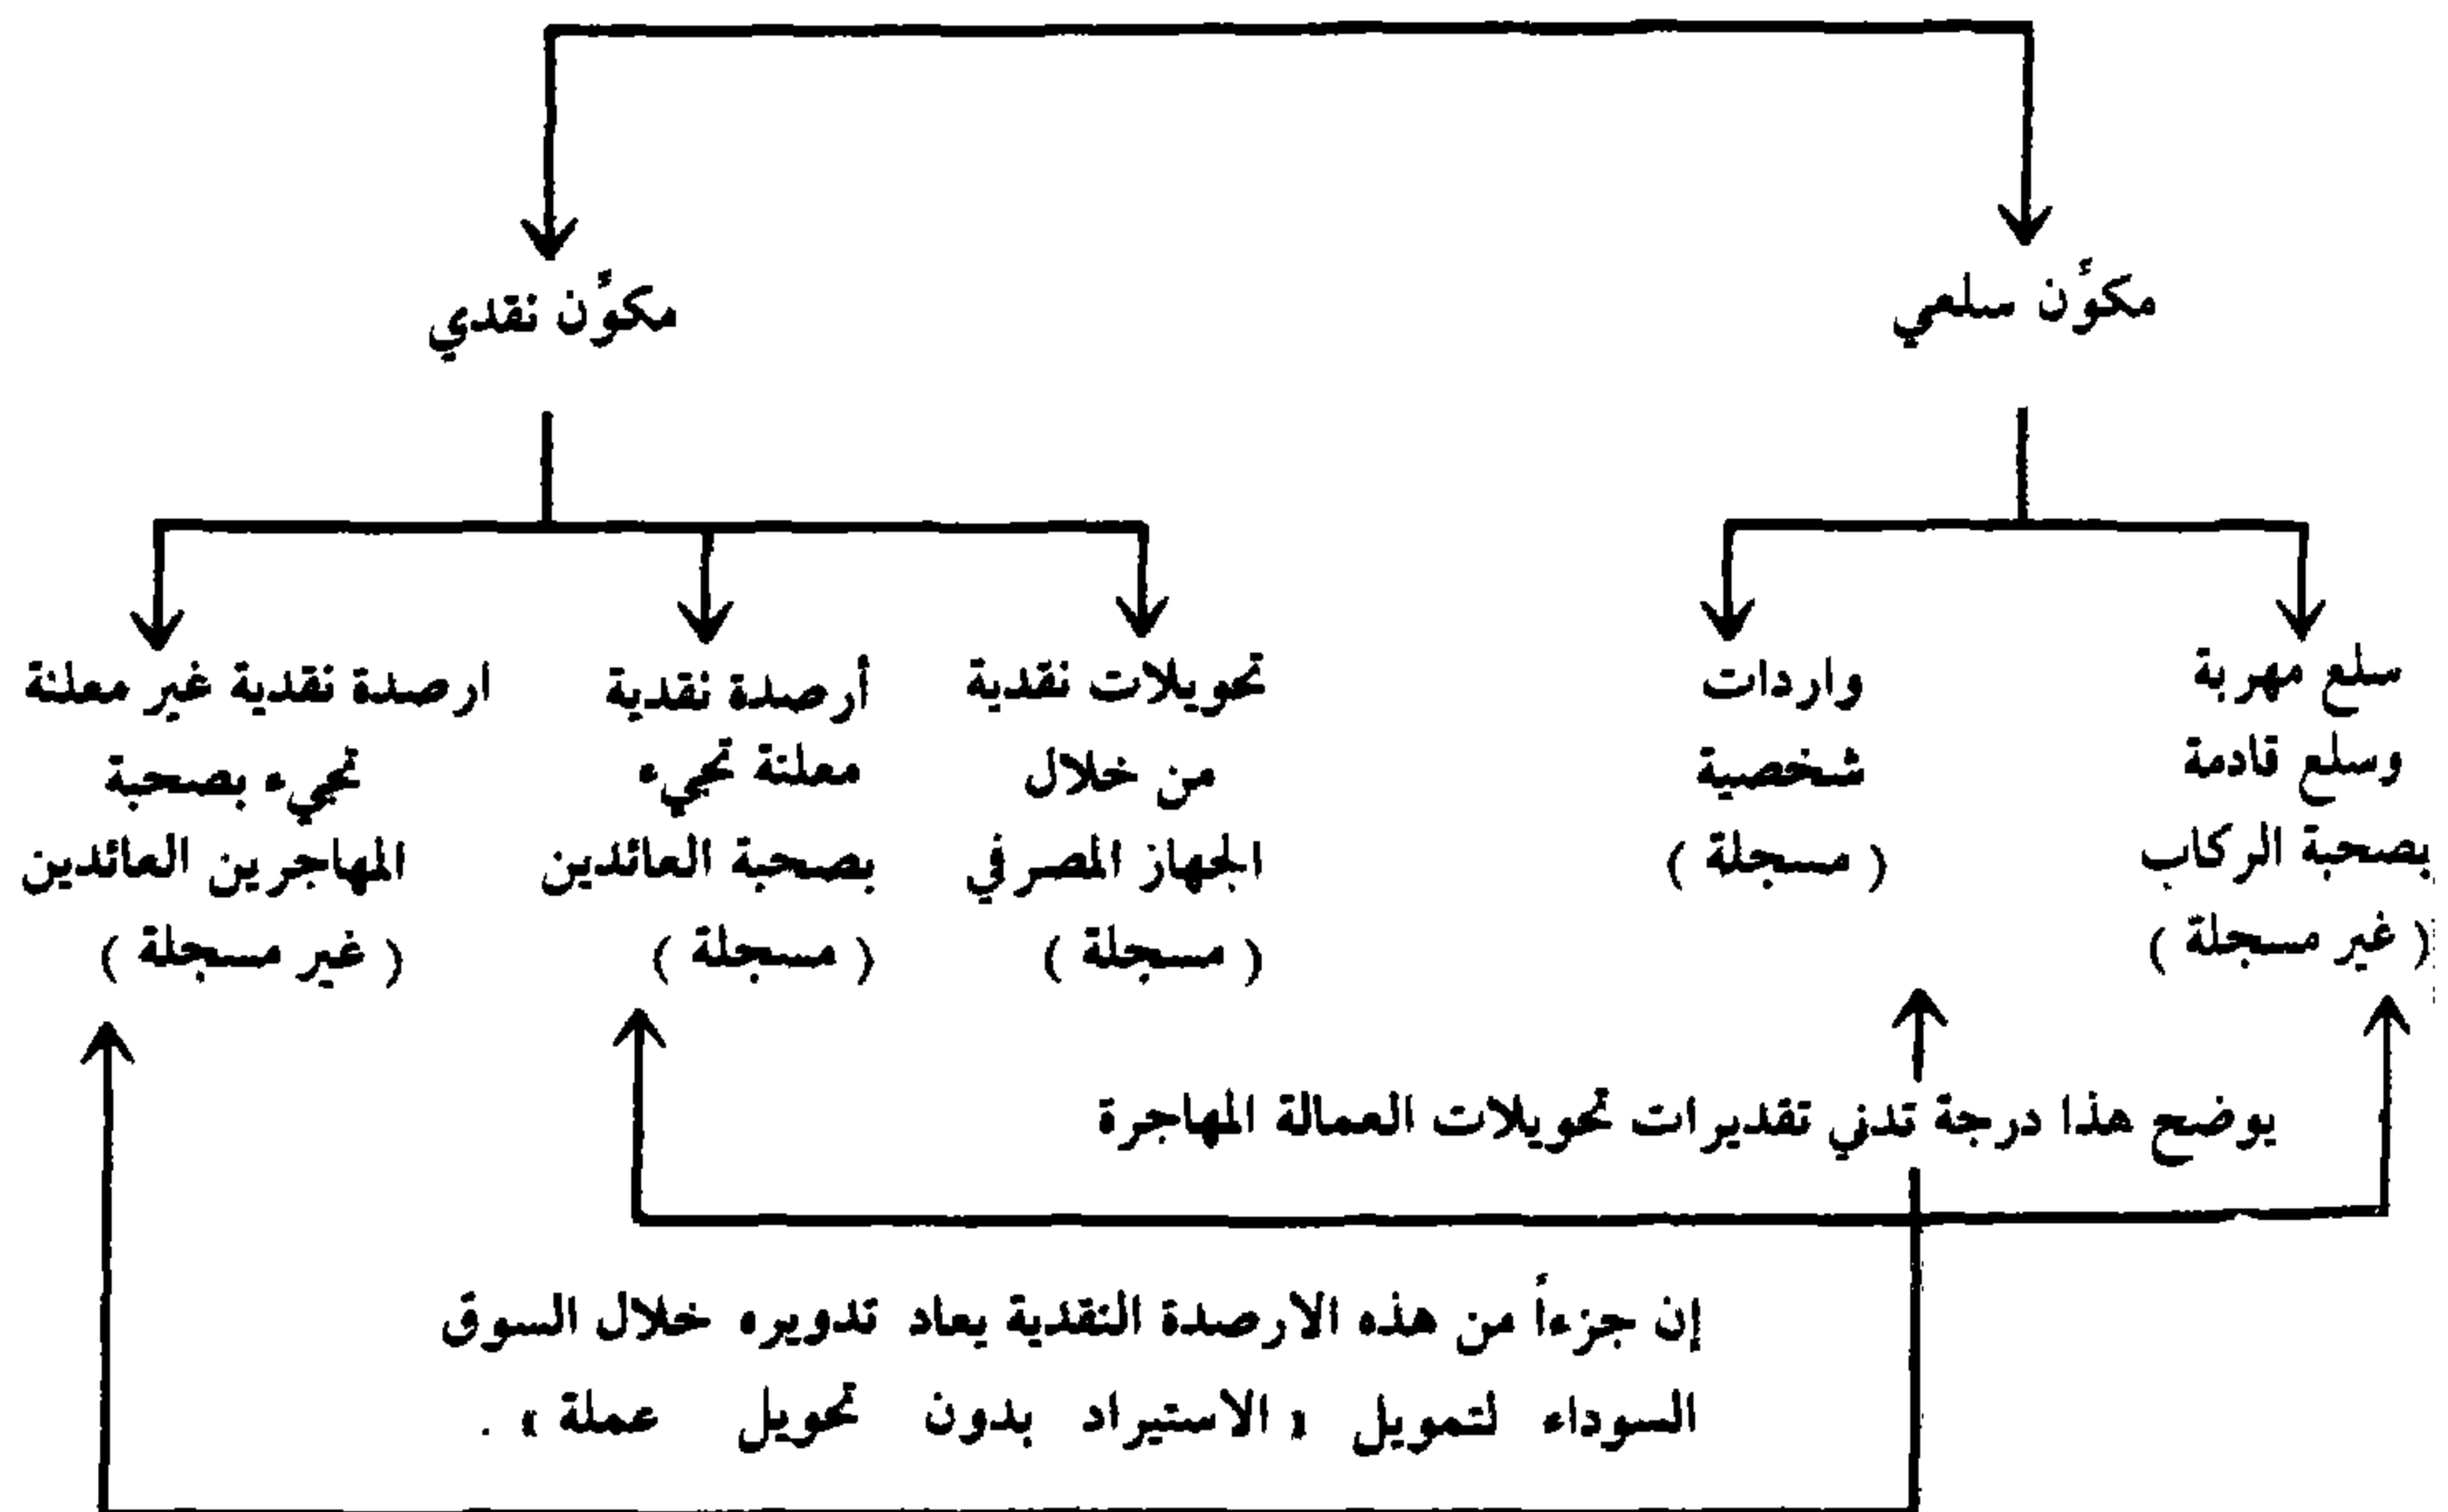 مكوَّن سلعي
مكوَّن نقدي
سلع مهربة
وسلع قادمة
بصحبة الركاب
( غير مسجلة )
واردات
شخصية
( مسجلة )
تحويلات نقدية
من خلال
الجهاز المصرفي
( مسجلة )
أرصدة نقدية
معلنة تجيء
بصحبة العائدين
( مسجلة )
ارصدة نقدية غير معلنة
تجيء بصحبة
المهاجرين العائدين
( غير مسجلة )
يوضح هذا درجة تدني تقديرات تحويلات العمالة المهاجرة
إن جزءاً من هذه الارصدة النقدية يعاد تدويره خلال السوق
السوداء لتمويل « الاستيراد بدون تحويل عملة » .